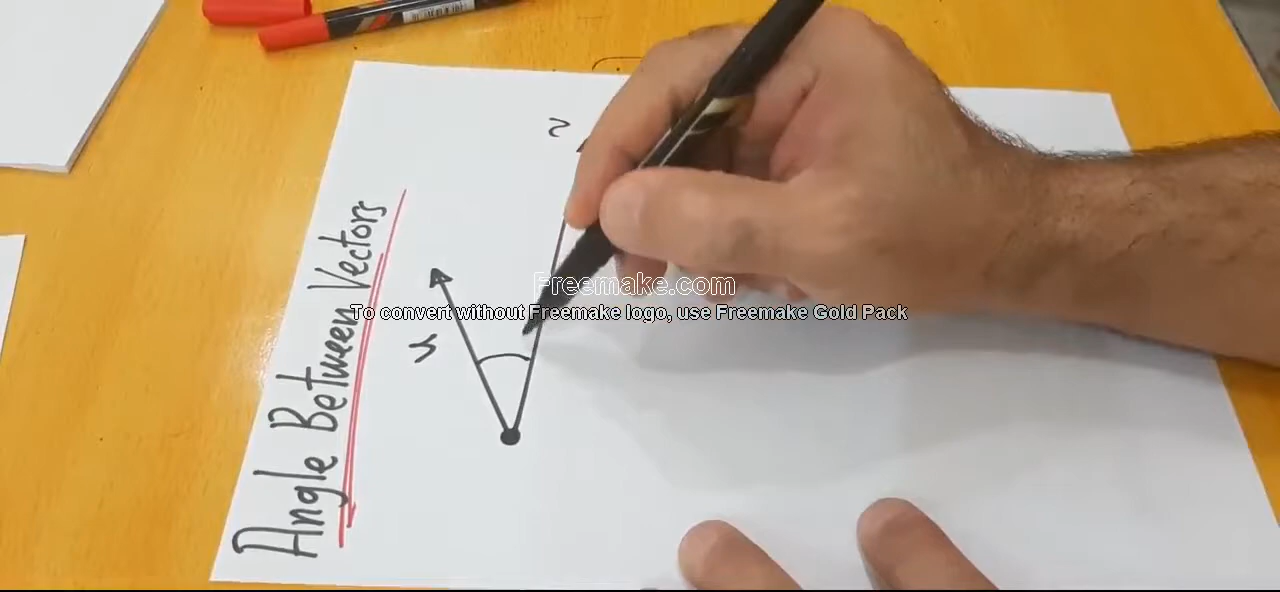 Angle Between Vectors
u
v
Freemake.com
To convert without Freemake logo, use Freemake Gold Pack